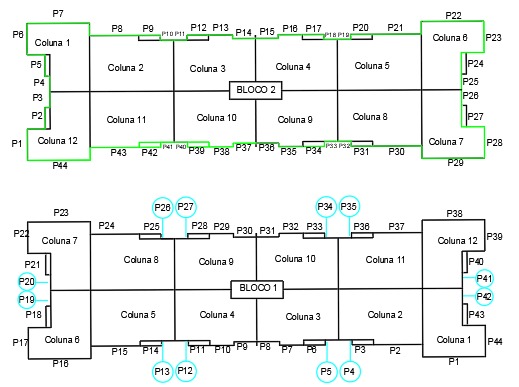 P7 P22
P6 P8 P9 P10 P11 P12 P13 P14 P15 P16 P17 P18 P19 P20 P21 P23
Coluna 1 Coluna 6
P5 Coluna 2 Coluna 3 Coluna 4 Coluna 5 P24
P4 P25
BLOCO 2
P3 P26
P2 Coluna 11 Coluna 10 Coluna 9 Coluna 8 P27
P1 Coluna 12 Coluna 7 P28
P44 P43 P42 P41 P40 P39 P38 P37 P36 P35 P34 P33 P32 P31 P30 P29
P26 P27 P34 P35
P23 P38
P22 P24 P25 P28 P29 P30 P31 P32 P33 P36 P37 P39
Coluna 7 Coluna 12
P21 Coluna 8 Coluna 9 Coluna 10 Coluna 11 P40
P20 P41
BLOCO 1
P19 P42
P18 Coluna 5 Coluna 4 Coluna 3 Coluna 2 P43
P17 Coluna 6 Coluna 1 P44
P16 P15 P14 P11 P10 P9 P8 P7 P6 P3 P2 P1
P13 P12 P5 P4